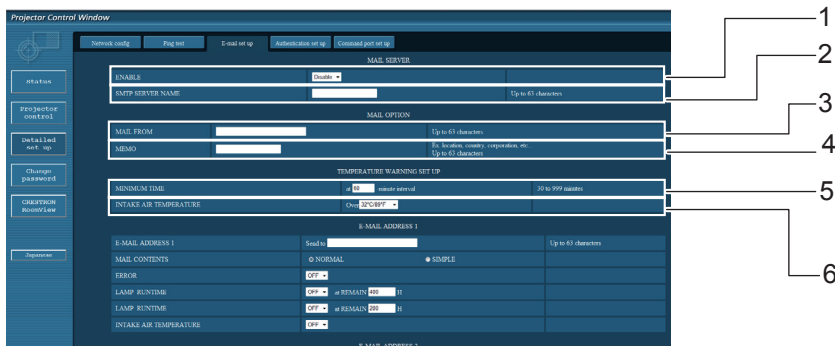 Projector Control Window
Network config Ping test E-mail set up Authentication set up Command port set up
MAIL SERVER
ENABLE Disable
SMTP SERVER NAME Up to 63 characters
MAIL OPTION
MAIL FROM Up to 63 characters
MEMO Ex. location, country, corporation, etc...
Up to 63 characters
TEMPERATURE WARNING SET UP
MINIMUM TIME at 60 minute interval 30 to 999 minutes
INTAKE AIR TEMPERATURE Over 32°C/89°F
E-MAIL ADDRESS 1
E-MAIL ADDRESS 1 Send to Up to 63 characters
MAIL CONTENTS NORMAL SIMPLE
ERROR OFF
LAMP RUNTIME OFF at REMAIN 400 H
LAMP RUNTIME OFF at REMAIN 200 H
INTAKE AIR TEMPERATURE OFF
E-MAIL ADDRESS 2
Status
Projector
control
Detailed
set up
Change
password
CRESTRON
RoomView
Japanese
1
2
3
4
5
6